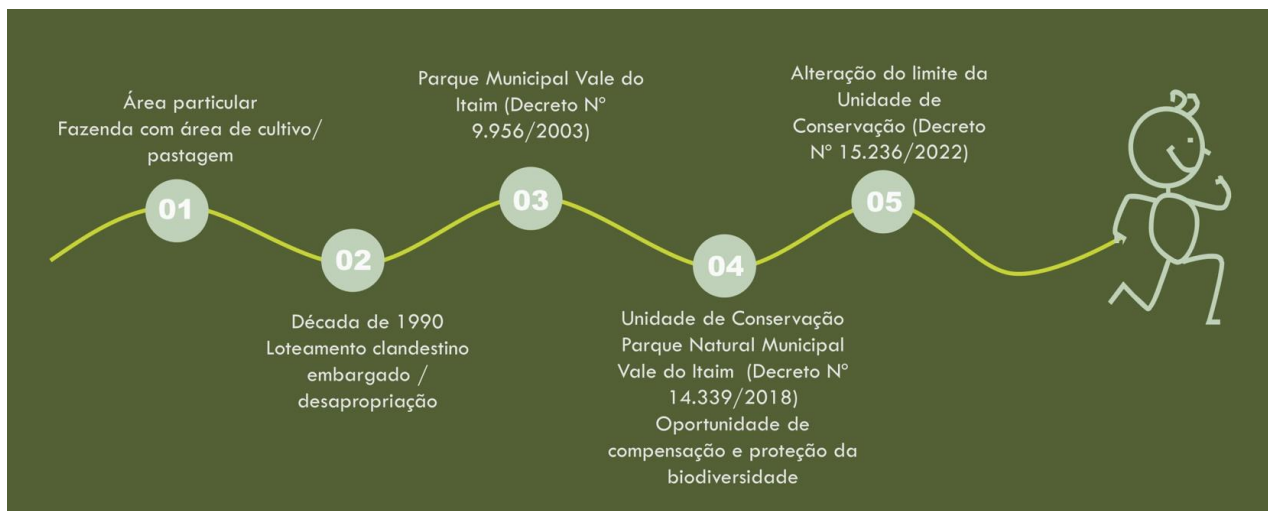 Área particular
Fazenda com área de cultivo/
pastagem
01
02
Década de 1990
Loteamento clandestino
embargado /
desapropriação
Parque Municipal Vale do
Itaim (Decreto Nº
9.956/2003)
03
04
Unidade de Conservação
Parque Natural Municipal
Vale do Itaim (Decreto Nº
14.339/2018)
Oportunidade de
compensação e proteção da
biodiversidade
Alteração do limite da
Unidade de
Conservação (Decreto
Nº 15.236/2022)
05